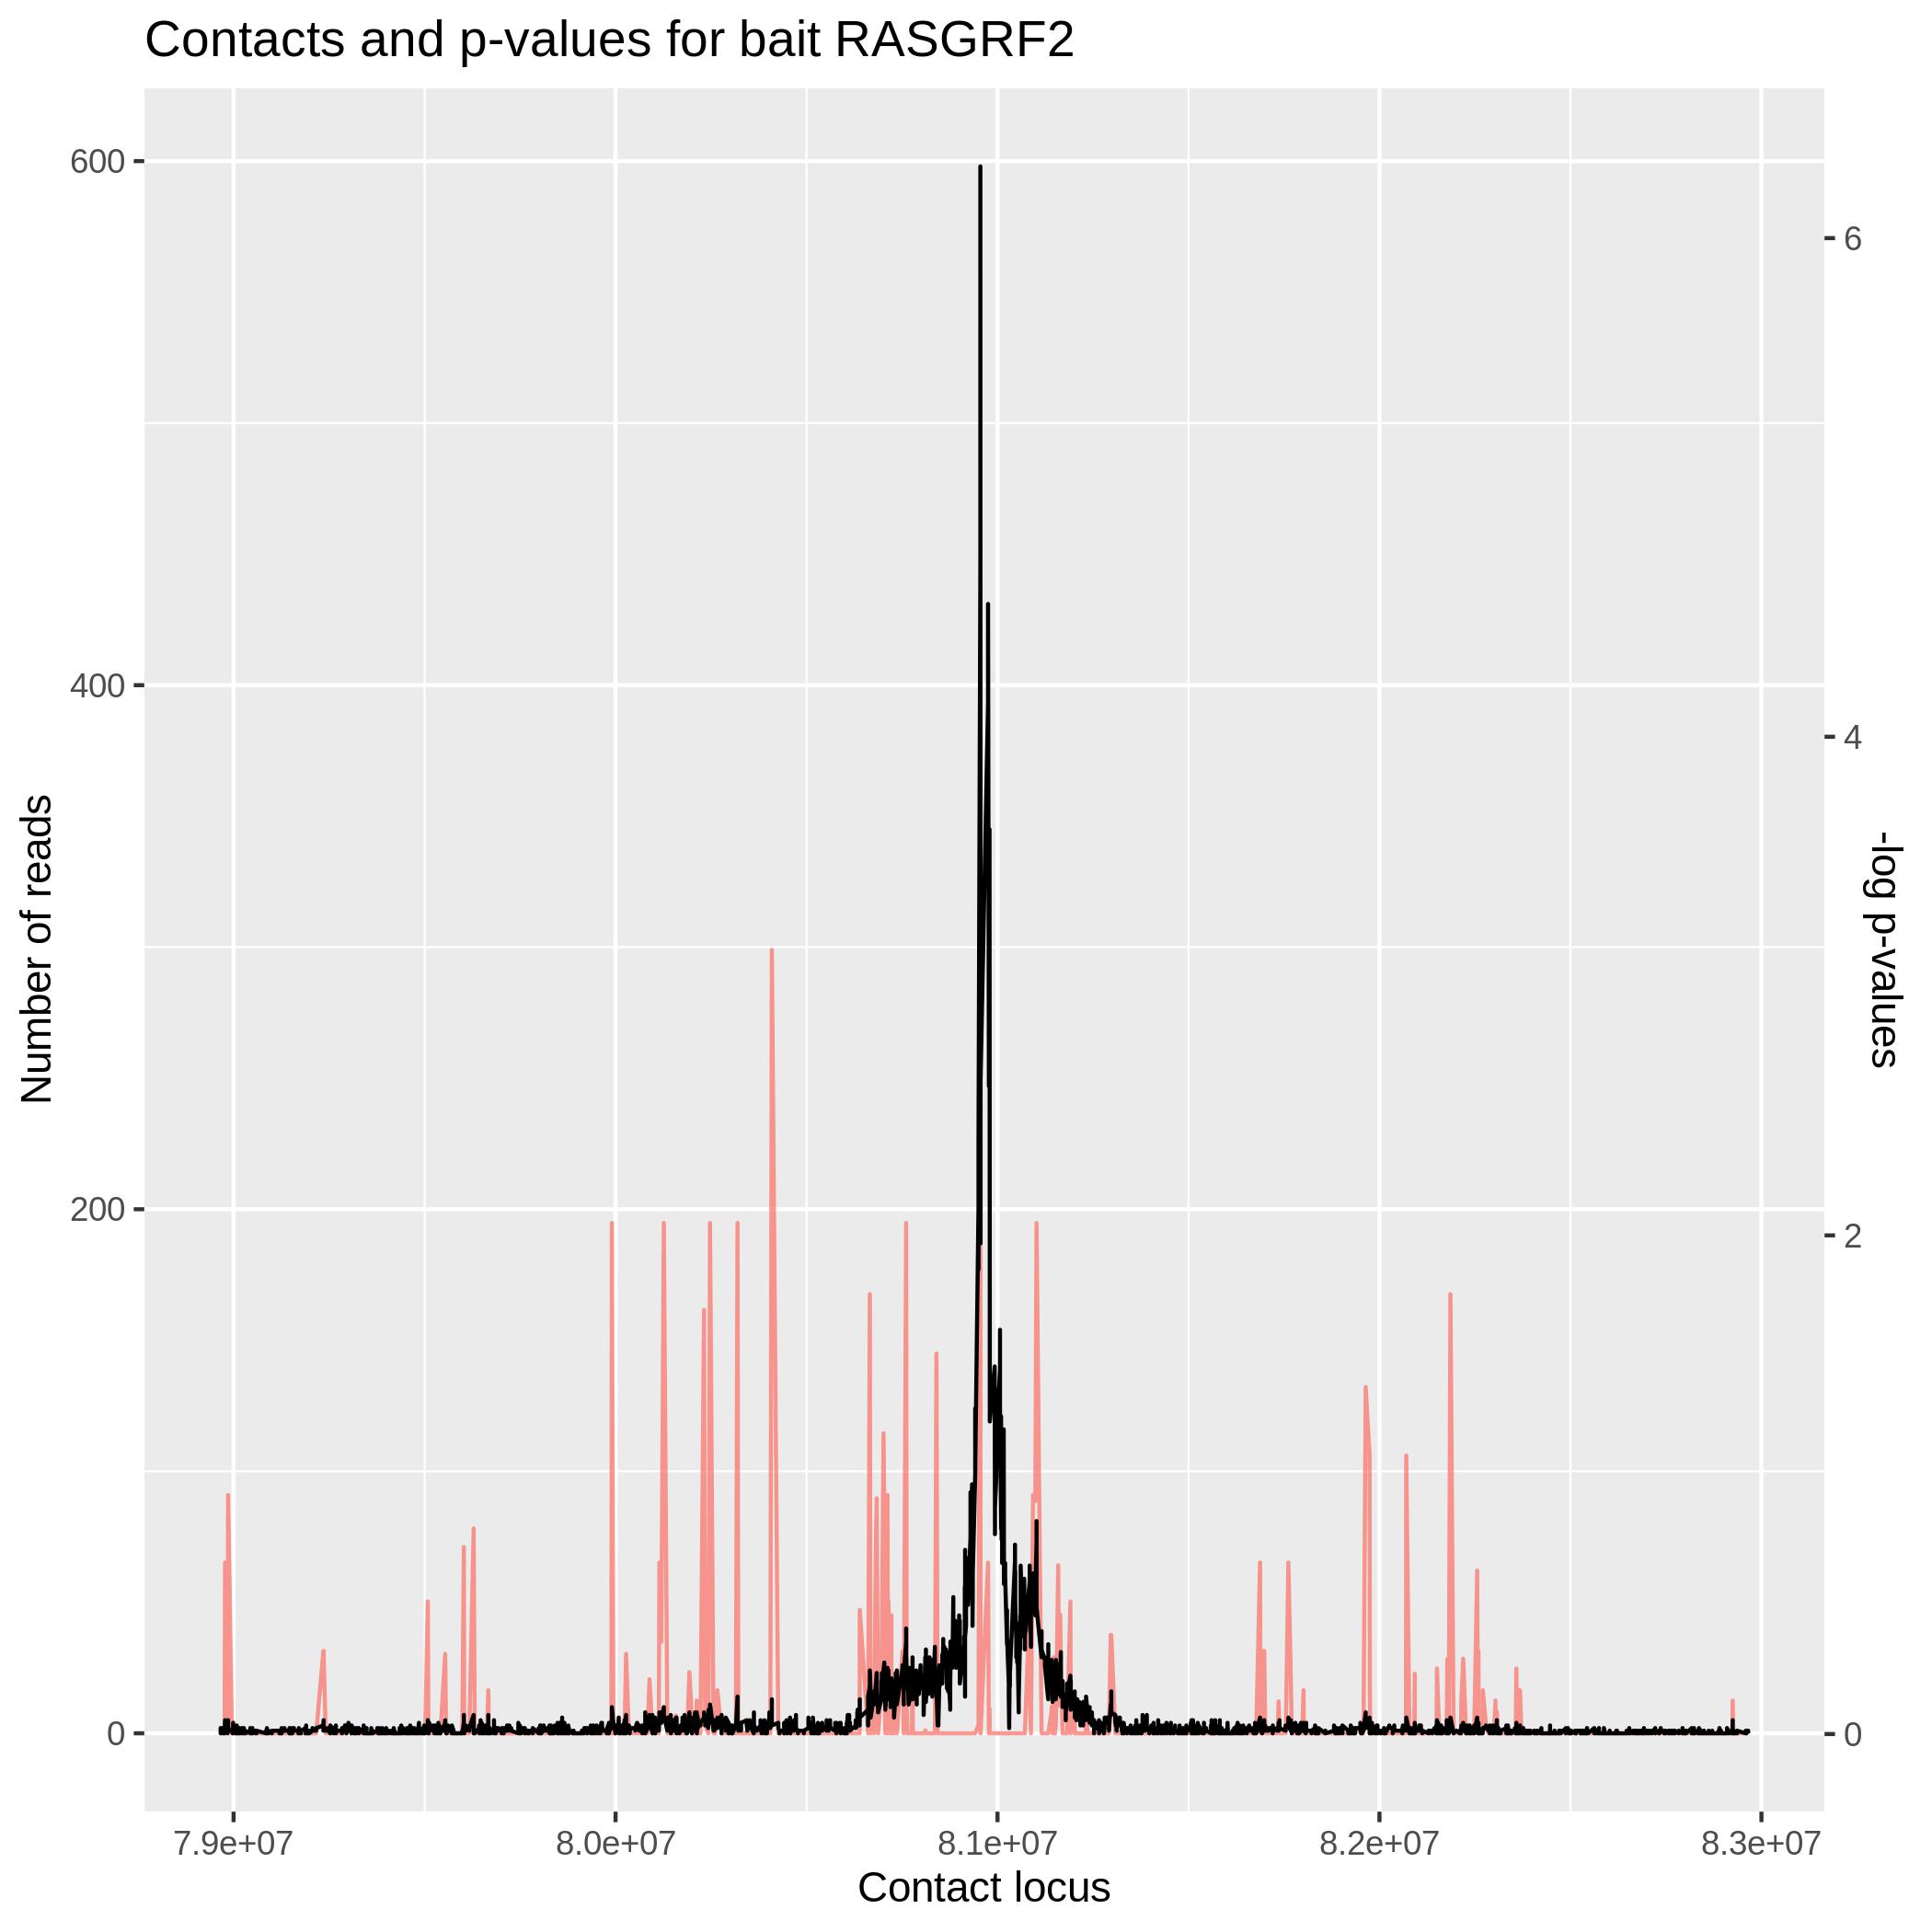 Contacts and p-values for bait RASGRF2
600
400
200
0
Number of reads
6
4
2
0
-log p-values
7.9e+07
8.0e+07
8.1e+07
8.2e+07
8.3e+07
Contact locus